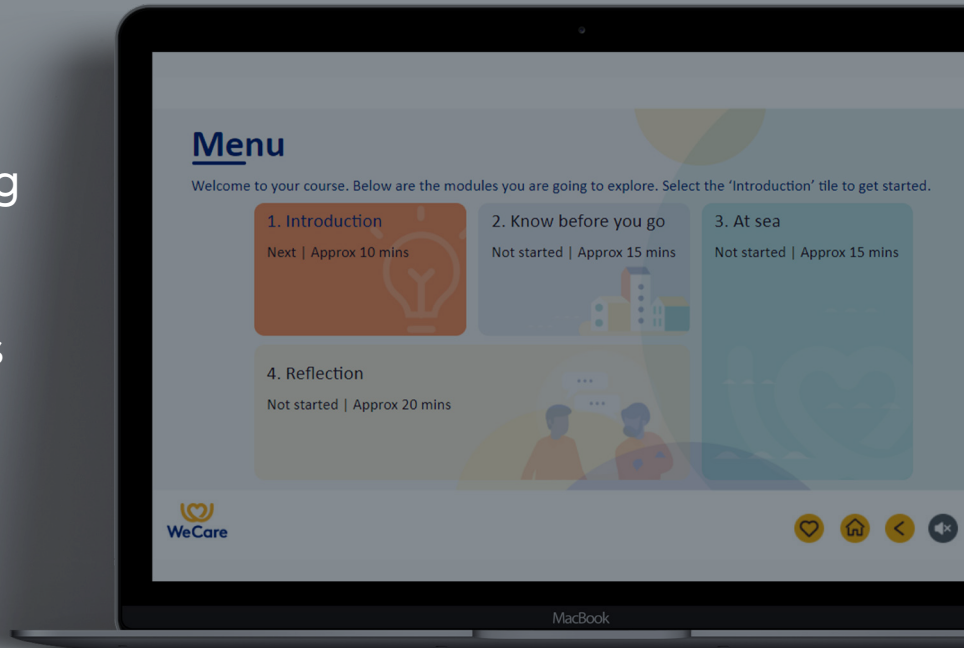 Menu
Welcome to your course. Below are the modules you are going to explore. Select the ‘Introduction’ tile to get started.
1. Introduction
Next | Approx 10 mins
2. Know before you go
Not started | Approx 15 mins
3. At sea
Not started | Approx 15 mins
4. Reflection
Not started | Approx 20 mins
WeCare
MacBook